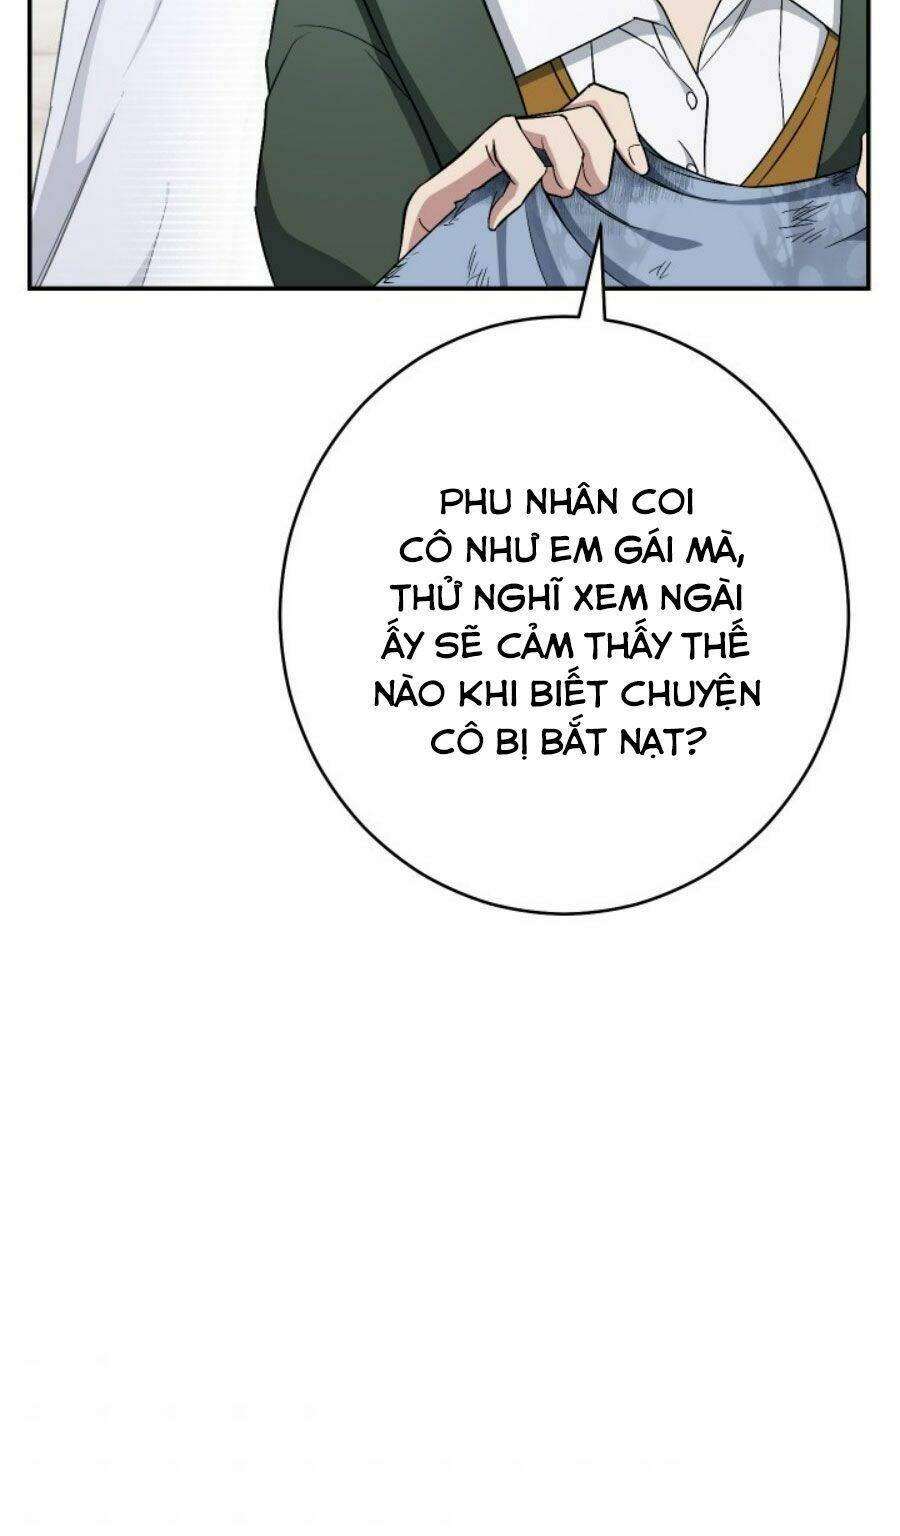 PHU NHÂN COI
CÔ NHƯ EM GÁI MÀ,
THỬ NGHĨ XEM NGÀI
ẤY SẼ CẢM THẤY THẾ
NÀO KHI BIẾT CHUYỆN
CÔ BỊ BẮT NẠT?